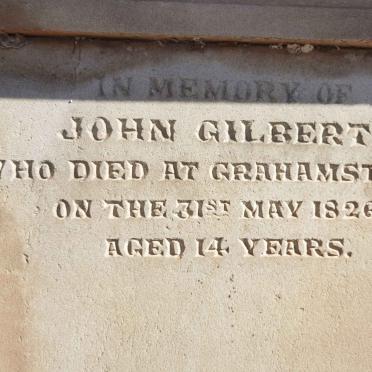 IN MEMORY OF
JOHN GILBERT
WHO DIED AT GRAHAMST
ON THE 31ST MAY 1826
AGED 14 YEARS.